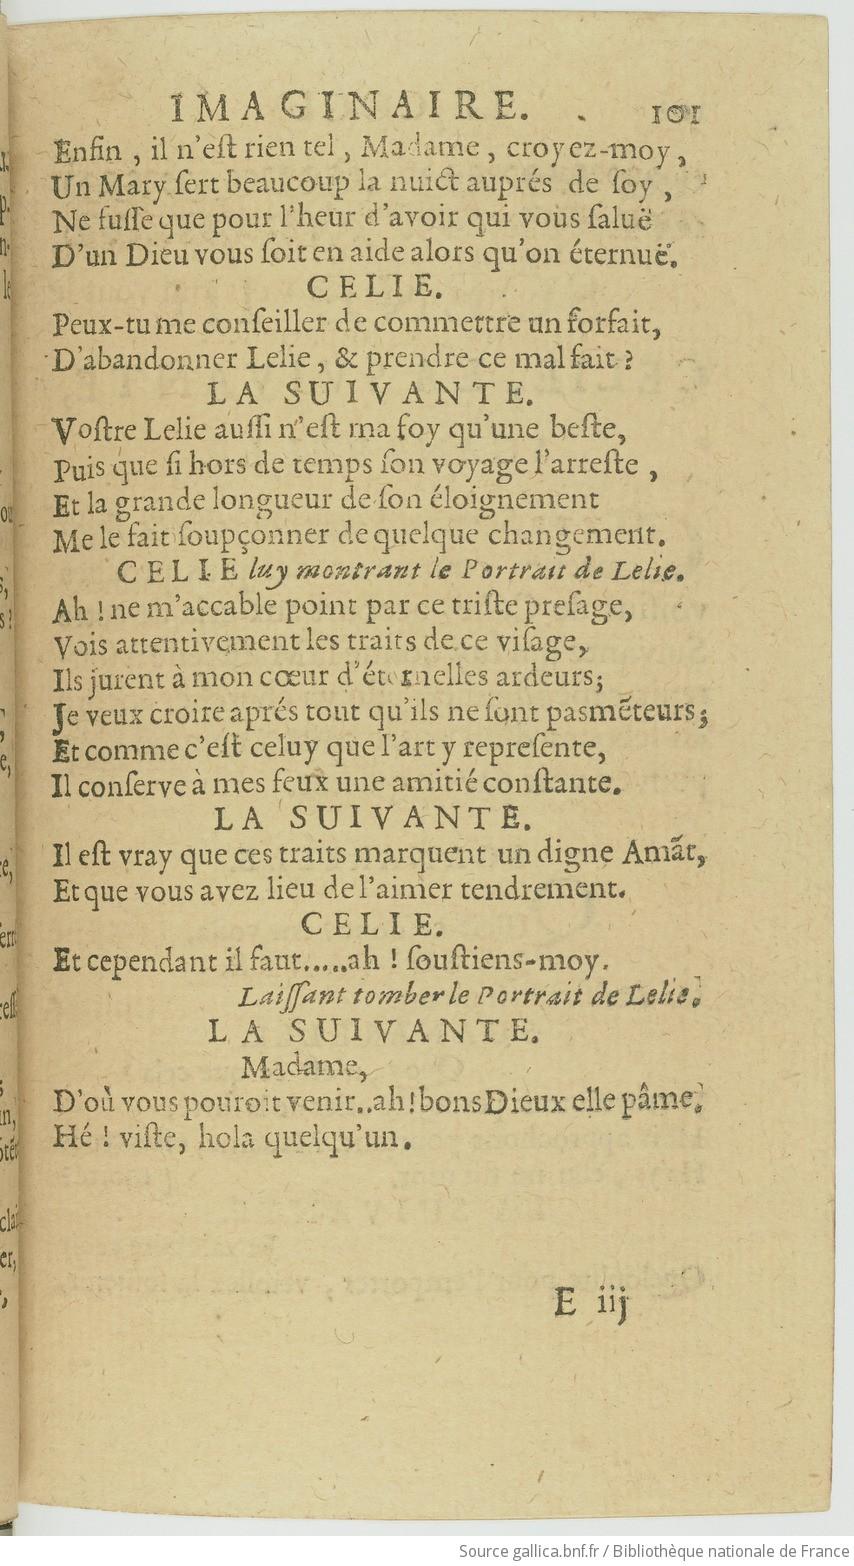 IMAGINAIRE. 101
Enfin, il n'eſt rien tel, Madame, croyez-moy,
Un Mary ſert beaucoup la nuict auprés de ſoy,
Ne fuſſe que pour l'heur d'avoir qui vous ſaluë
D'un Dieu vous ſoit en aide alors qu'on éternuë.
CELIE.
Peux-tu me conſeiller de commettre un forfait,
D'abandonner Lelie, & prendre ce mal fait?
LA SUIVANTE.
Voſtre Lelie auſſi n'eſt ma foy qu'une beſte,
Puis que ſi hors de temps ſon voyage l'arreſte,
Et la grande longueur de ſon éloignement
Me le fait ſoupçonner de quelque changement.
CELIE luy montrant le Portrait de Lelie.
Ah! ne m'accable point par ce triſte preſage,
Vois attentivement les traits de ce viſage,
Ils jurent à mon cœur d'éternelles ardeurs;
Je veux croire aprés tout qu'ils ne ſont pas mẽteurs;
Et comme c'eſt celuy que l'art y repreſente,
Il conſerve à mes feux une amitié conſtante.
LA SUIVANTE.
Il eſt vray que ces traits marquent un digne Amãt,
Et que vous avez lieu de l'aimer tendrement.
CELIE.
Et cependant il faut.....ah! ſouſtiens-moy.
Laiſſant tomber le Portrait de Lelie.
LA SUIVANTE.
Madame,
D'où vous pouroit venir..ah! bons Dieux elle pâme.
Hé! viſte, hola quelqu'un.
E iij
Source gallica.bnf.fr / Bibliothèque nationale de France